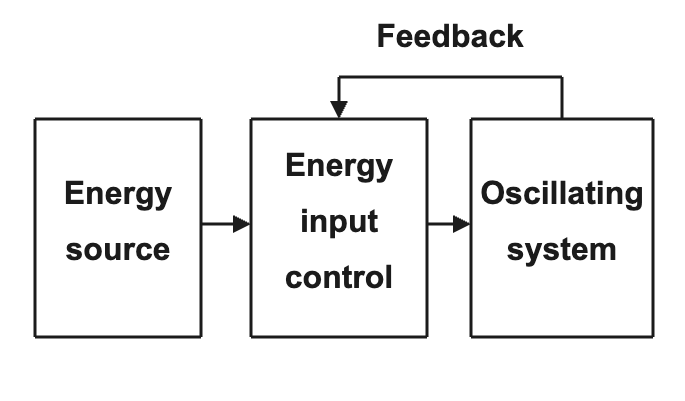 Feedback
Energy
source
Energy
input
control
Oscillating
system